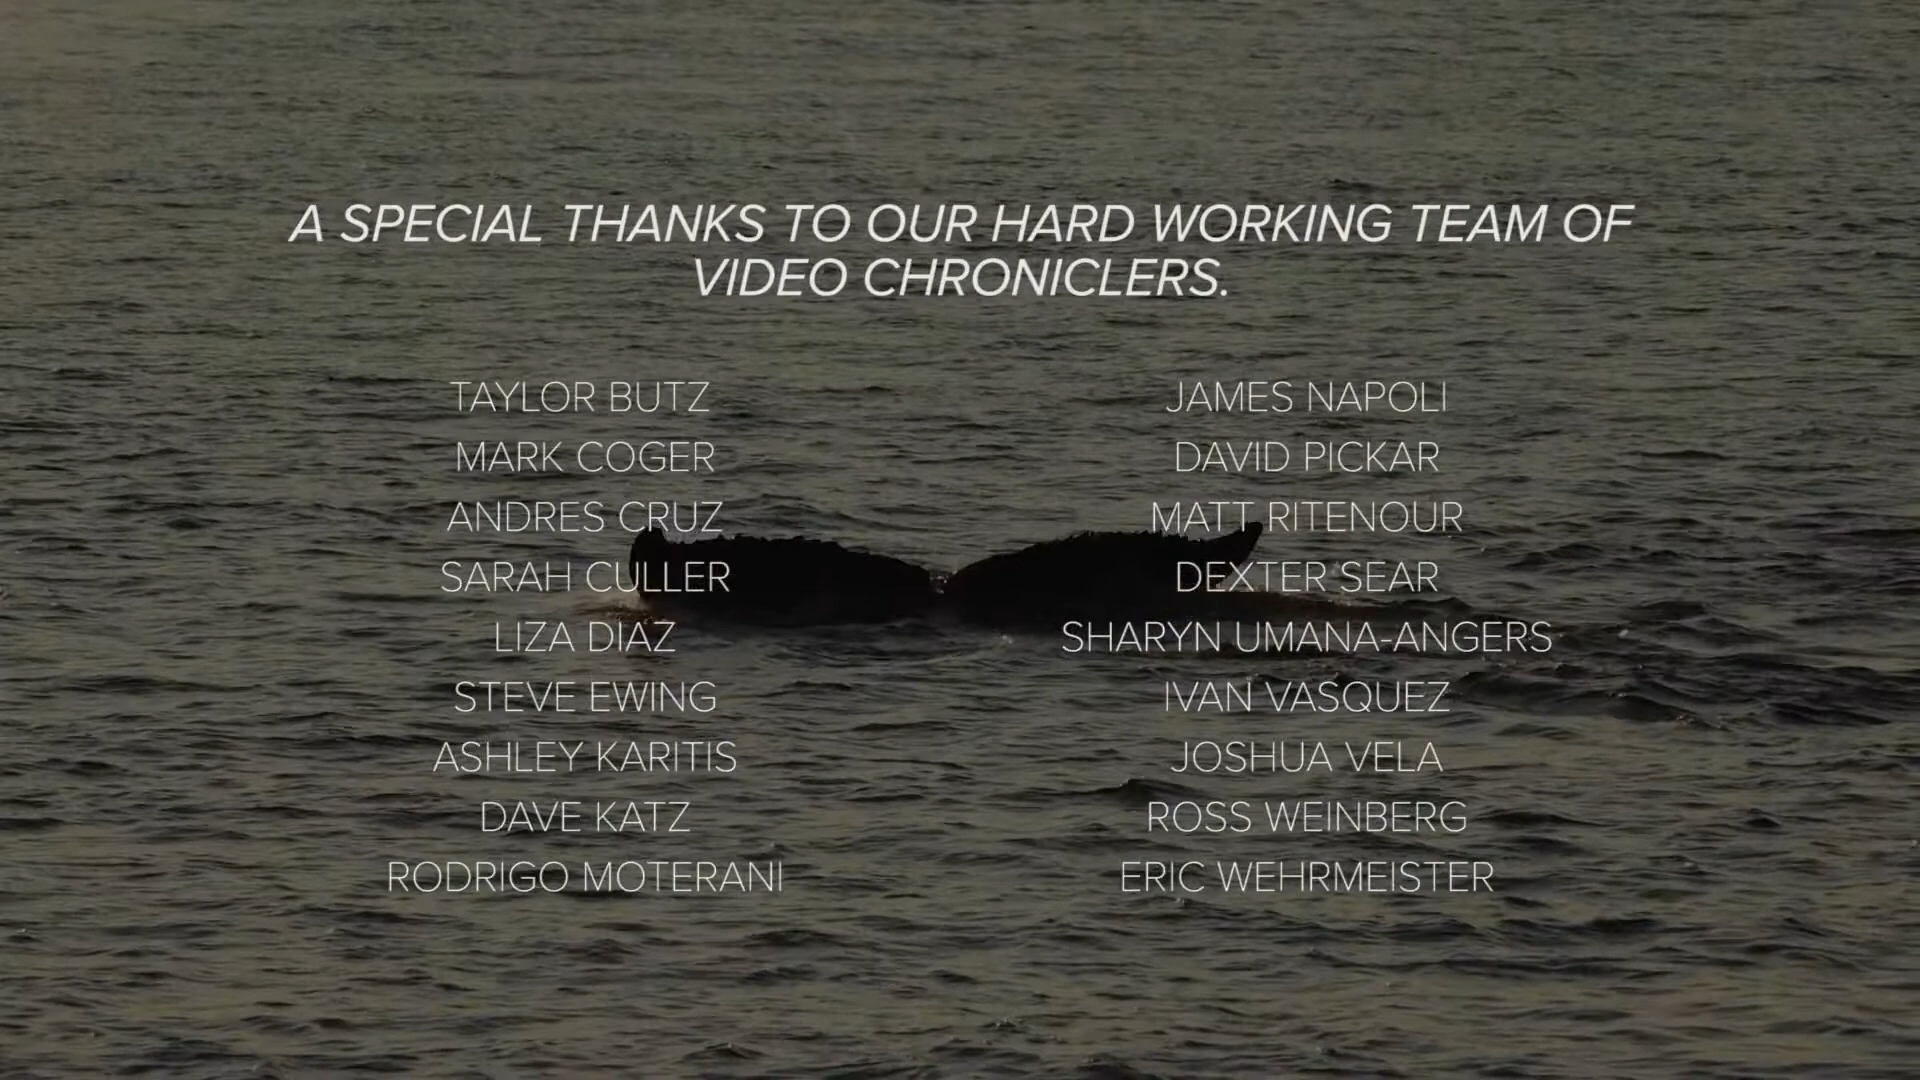 A SPECIAL THANKS TO OUR HARD WORKING TEAM OF
VIDEO CHRONICLERS.
TAYLOR BUTZ
MARK COGER
ANDRES CRUZ
SARAH CULLER
LIZA DIAZ
STEVE EWING
ASHLEY KARITIS
DAVE KATZ
RODRIGO MOTERANI
JAMES NAPOLI
DAVID PICKAR
MATT RITENOUR
DEXTER SEAR
SHARYN UMANA-ANGERS
IVAN VASQUEZ
JOSHUA VELA
ROSS WEINBERG
ERIC WEHRMEISTER